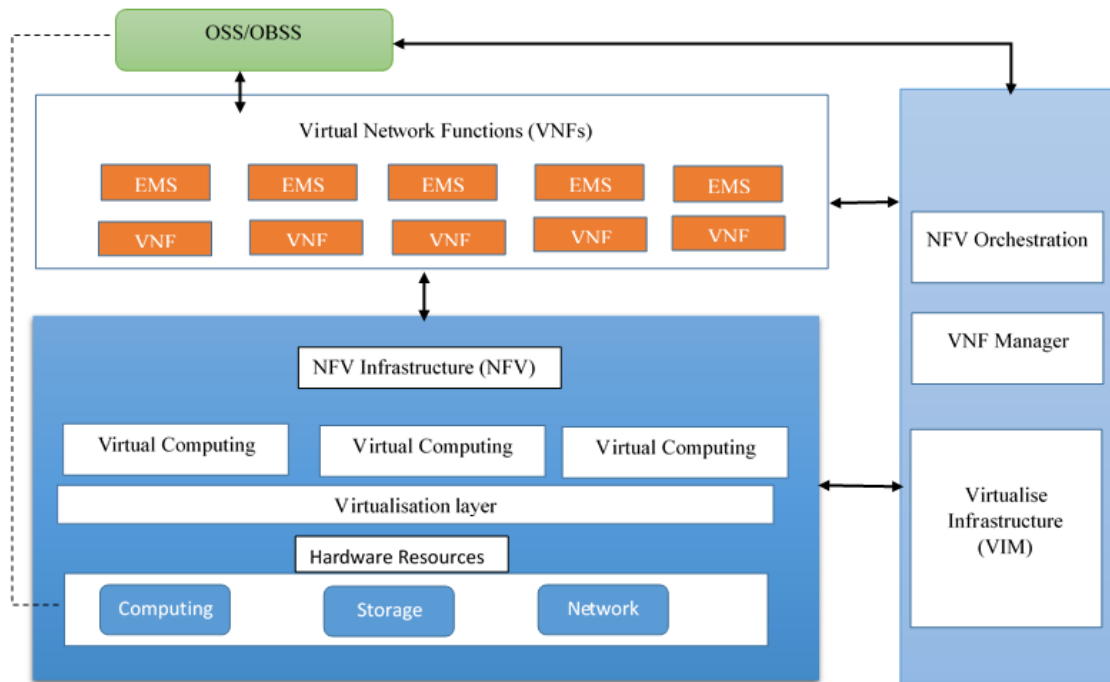 OSS/OBSS
Virtual Network Functions (VNFs)
EMS EMS EMS EMS EMS
VNF VNF VNF VNF VNF
NFV Orchestration
VNF Manager
Virtualise
Infrastructure
(VIM)
NFV Infrastructure (NFV)
Virtual Computing Virtual Computing Virtual Computing
Virtualisation layer
Hardware Resources
Computing Storage Network